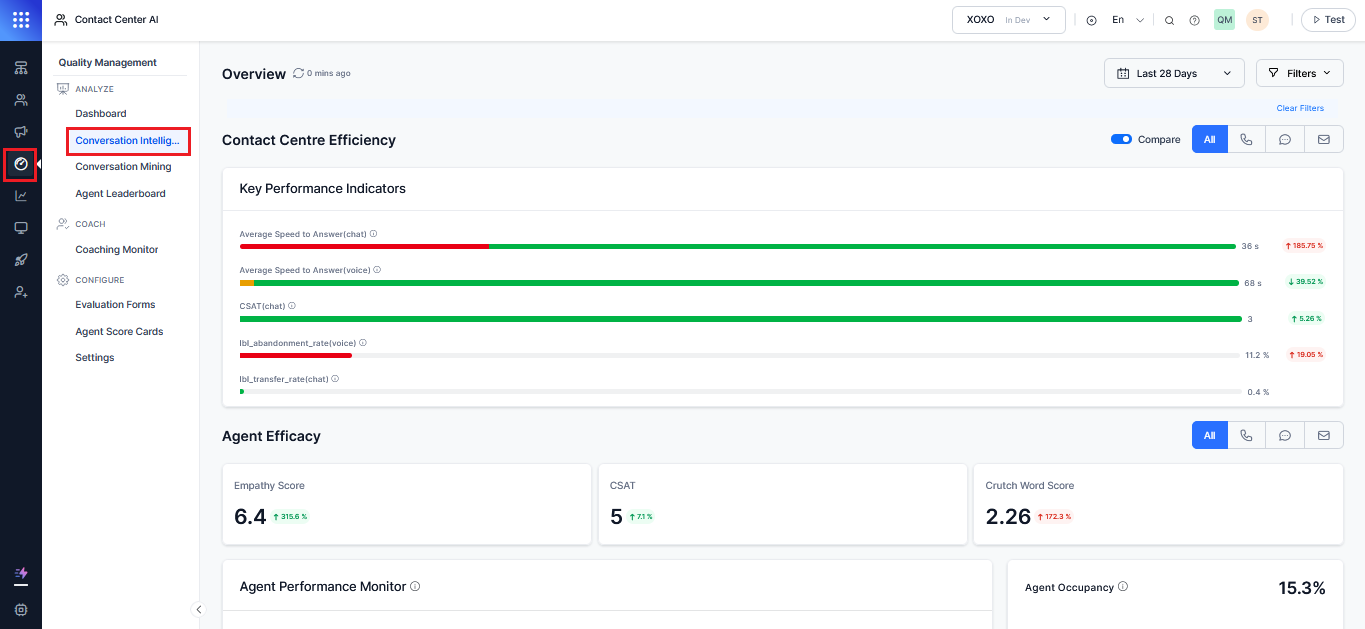 Contact Center AI
XOXO In Dev
En
QM
ST
Test
Quality Management
ANALYZE
Dashboard
Conversation Intellig...
Conversation Mining
Agent Leaderboard
COACH
Coaching Monitor
CONFIGURE
Evaluation Forms
Agent Score Cards
Settings
Overview
0 mins ago
Last 28 Days
Filters
Clear Filters
Contact Centre Efficiency
Compare
All
Key Performance Indicators
Average Speed to Answer(chat)
36 s
↑ 185.75 %
Average Speed to Answer(voice)
68 s
↓ 39.52 %
CSAT(chat)
3
↑ 5.26 %
lbl_abandonment_rate(voice)
11.2 %
↑ 19.05 %
lbl_transfer_rate(chat)
0.4 %
Agent Efficacy
All
Empathy Score
6.4 ↑ 315.6 %
CSAT
5 ↑ 7.1 %
Crutch Word Score
2.26 ↑ 172.3 %
Agent Performance Monitor
Agent Occupancy
15.3%